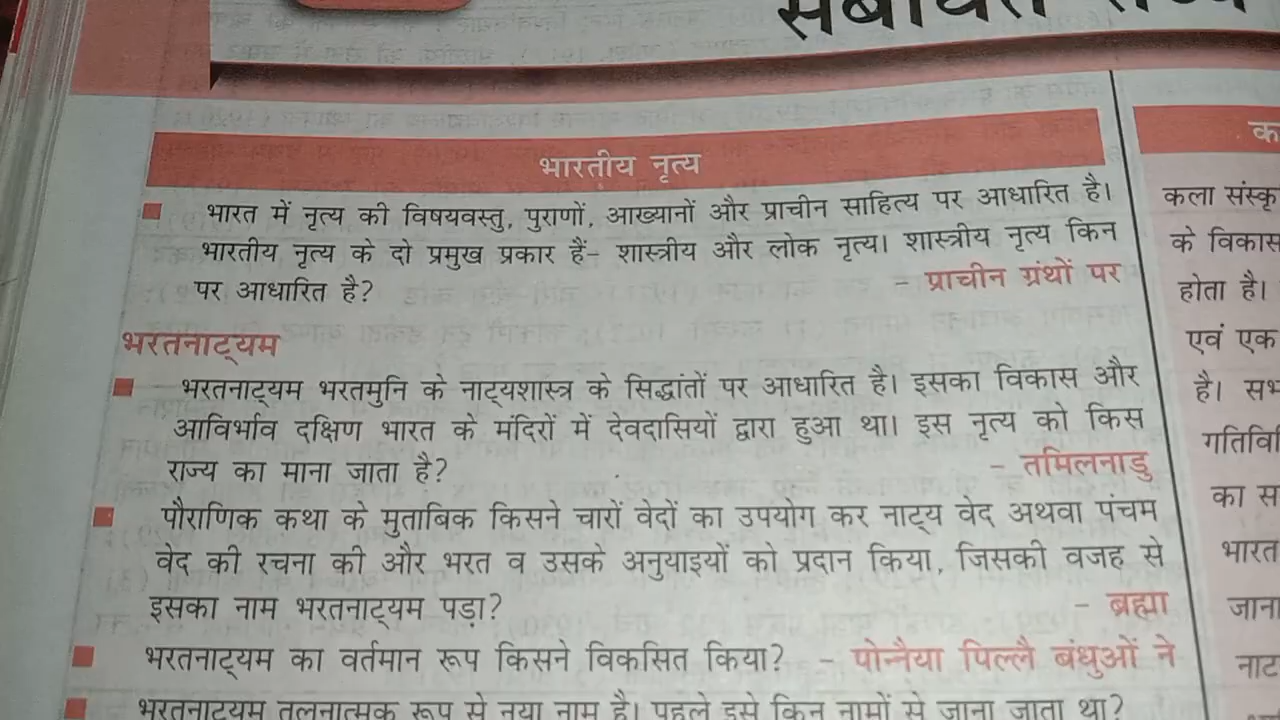 भारतीय नृत्य
भारत में नृत्य की विषयवस्तु, पुराणों, आख्यानों और प्राचीन साहित्य पर आधारित है।
भारतीय नृत्य के दो प्रमुख प्रकार हैं– शास्त्रीय और लोक नृत्य। शास्त्रीय नृत्य किन
पर आधारित है? – प्राचीन ग्रंथों पर
भरतनाट्यम
भरतनाट्यम भरतमुनि के नाट्यशास्त्र के सिद्धांतों पर आधारित है। इसका विकास और
आविर्भाव दक्षिण भारत के मंदिरों में देवदासियों द्वारा हुआ था। इस नृत्य को किस
राज्य का माना जाता है? – तमिलनाडु
पौराणिक कथा के मुताबिक किसने चारों वेदों का उपयोग कर नाट्य वेद अथवा पंचम
वेद की रचना की और भरत व उसके अनुयाइयों को प्रदान किया, जिसकी वजह से
इसका नाम भरतनाट्यम पड़ा? – ब्रह्मा
भरतनाट्यम का वर्तमान रूप किसने विकसित किया? – पोन्नैया पिल्लै बंधुओं ने
भरतनाट्यम तुलनात्मक रूप से नया नाम है। पहले इसे किन नामों से जाना जाता था?
कला संस्कृ
के विकास
होता है।
एवं एक
है। सभ
गतिवि
का स
भारत
जाना
नाट